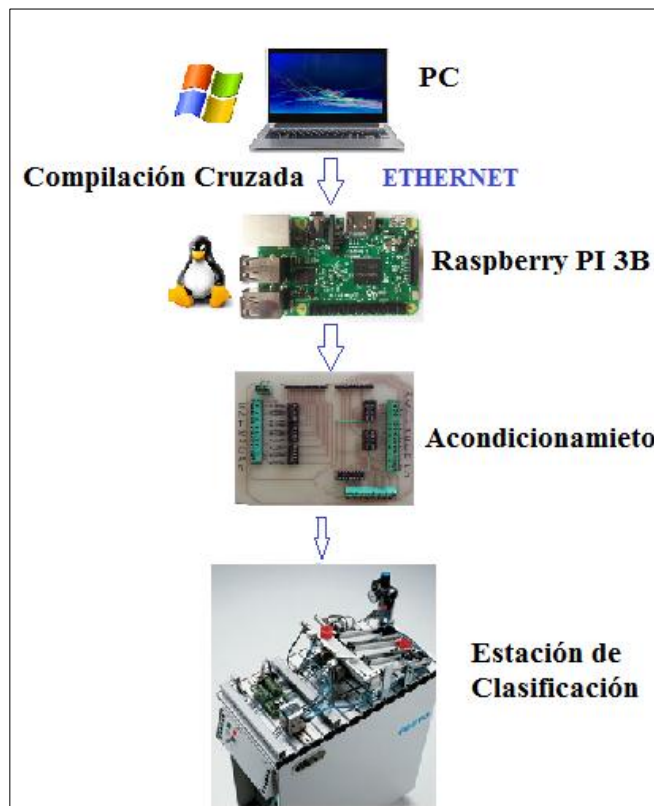 PC
Compilación Cruzada ETHERNET
Raspberry PI 3B
Acondicionamieto
Estación de
Clasificación